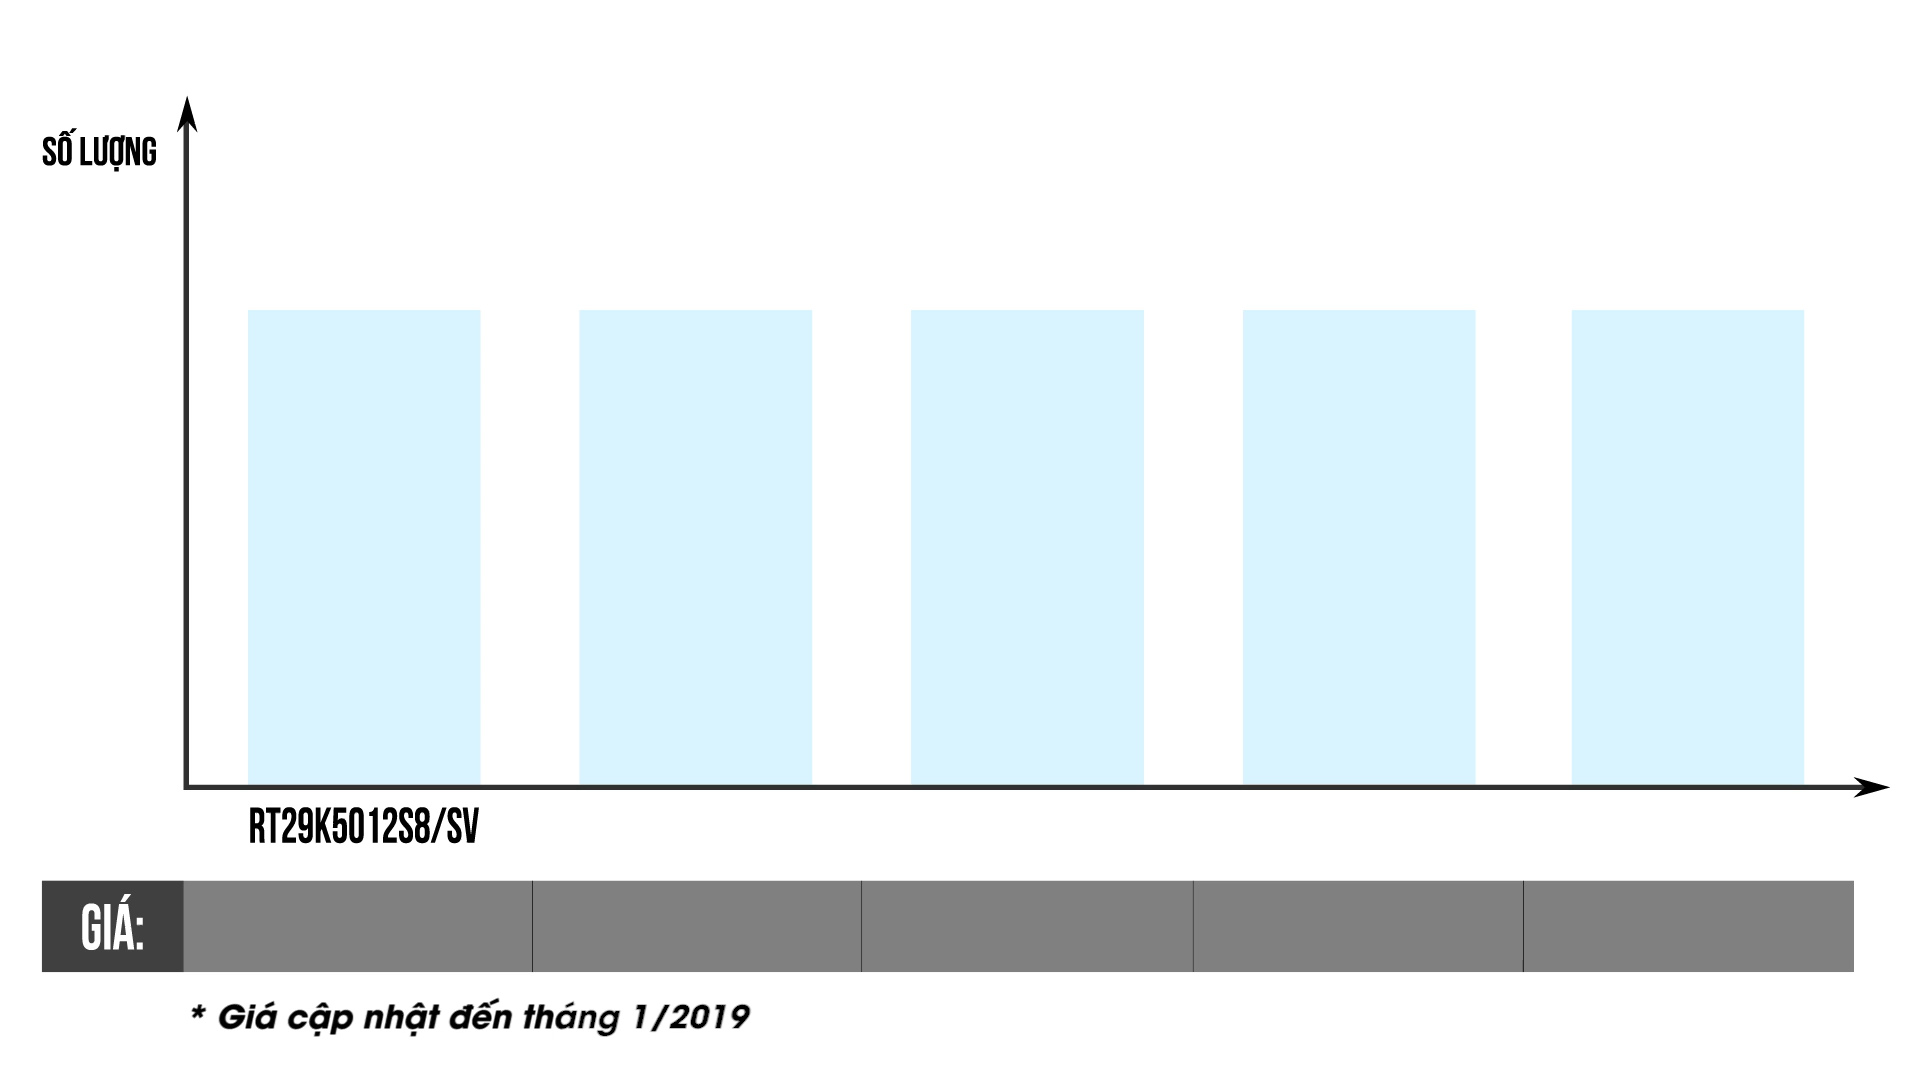 SỐ LƯỢNG
RT29K5012S8/SV
GIÁ:
* Giá cập nhật đến tháng 1/2019